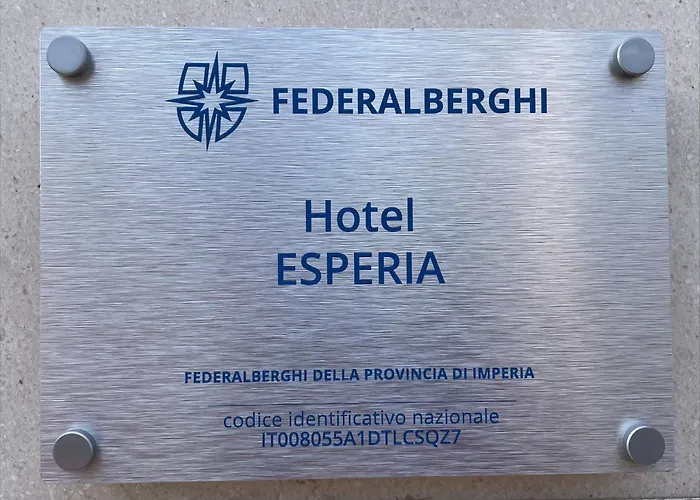 FEDERALBERGHI
Hotel
ESPERIA
FEDERALBERGHI DELLA PROVINCIA DI IMPERIA
codice identificativo nazionale
IT008055A1DTLCSQZ7